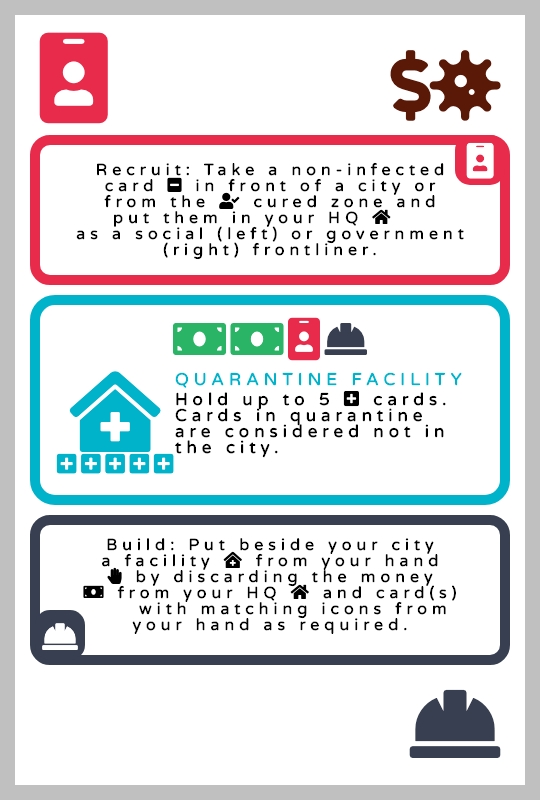 $
Recruit: Take a non-infected
card in front of a city or
from the cured zone and
put them in your HQ
as a social (left) or government
(right) frontliner.
QUARANTINE FACILITY
Hold up to 5 cards.
Cards in quarantine
are considered not in
the city.
Build: Put beside your city
a facility from your hand
by discarding the money
from your HQ and card(s)
with matching icons from
your hand as required.